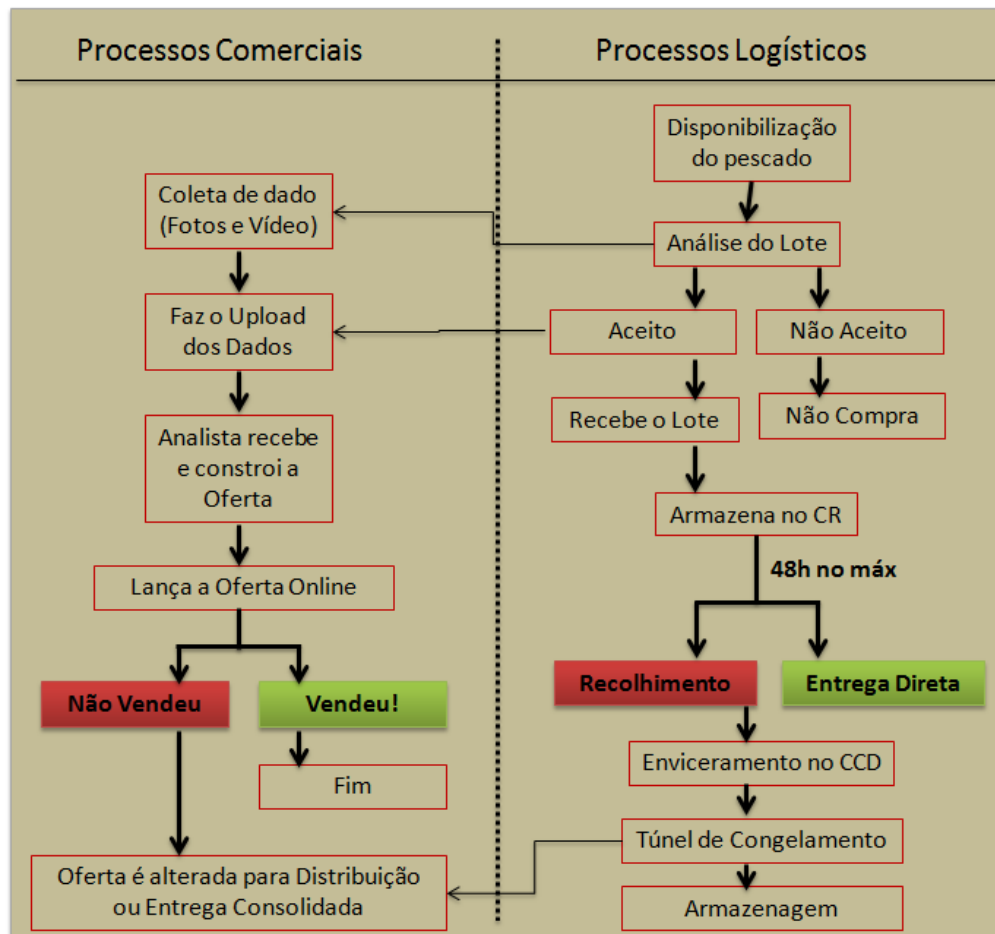 Processos Comerciais
Coleta de dado
(Fotos e Vídeo)
Faz o Upload
dos Dados
Analista recebe
e constroi a
Oferta
Lança a Oferta Online
Não Vendeu
Vendeu!
Fim
Oferta é alterada para Distribuição
ou Entrega Consolidada
Processos Logísticos
Disponibilização
do pescado
Análise do Lote
Aceito
Não Aceito
Recebe o Lote
Não Compra
Armazena no CR
48h no máx
Recolhimento
Entrega Direta
Enviceramento no CCD
Túnel de Congelamento
Armazenagem